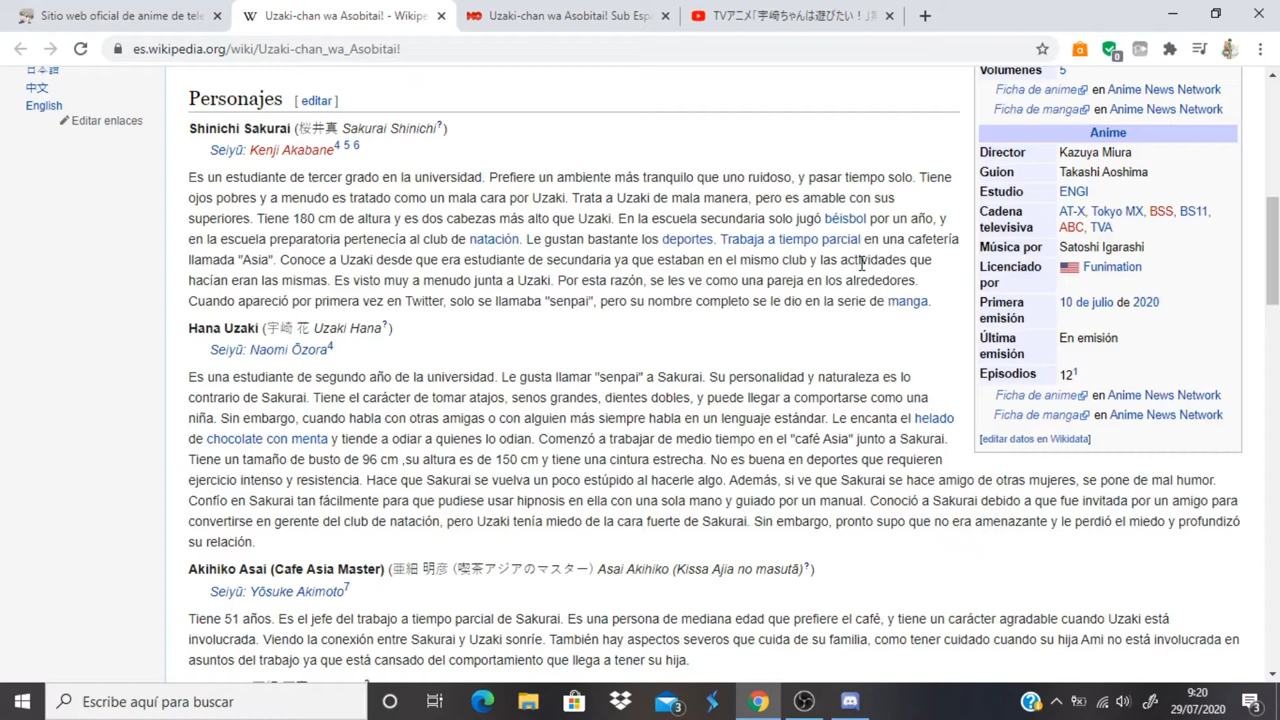 Sitio web oficial de anime de tele
Uzaki-chan wa Asobitai! - Wikipe
Uzaki-chan wa Asobitai! Sub Esp
TVアニメ「宇崎ちゃんは遊びたい！」
es.wikipedia.org/wiki/Uzaki-chan_wa_Asobitai!
0
日本語
中文
English
Editar enlaces
Personajes [ editar ]
Shinichi Sakurai (桜井真 Sakurai Shinichi?)
Seiyū: Kenji Akabane4 5 6
Es un estudiante de tercer grado en la universidad. Prefiere un ambiente más tranquilo que uno ruidoso, y pasar tiempo solo. Tiene
ojos pobres y a menudo es tratado como un mala cara por Uzaki. Trata a Uzaki de mala manera, pero es amable con sus
superiores. Tiene 180 cm de altura y es dos cabezas más alto que Uzaki. En la escuela secundaria solo jugó béisbol por un año, y
en la escuela preparatoria pertenecía al club de natación. Le gustan bastante los deportes. Trabaja a tiempo parcial en una cafetería
llamada "Asia". Conoce a Uzaki desde que era estudiante de secundaria ya que estaban en el mismo club y las actividades que
hacían eran las mismas. Es visto muy a menudo junta a Uzaki. Por esta razón, se les ve como una pareja en los alrededores.
Cuando apareció por primera vez en Twitter, solo se llamaba "senpai", pero su nombre completo se le dio en la serie de manga.
Hana Uzaki (宇崎 花 Uzaki Hana?)
Seiyū: Naomi Ōzora4
Es una estudiante de segundo año de la universidad. Le gusta llamar "senpai" a Sakurai. Su personalidad y naturaleza es lo
contrario de Sakurai. Tiene el carácter de tomar atajos, senos grandes, dientes dobles, y puede llegar a comportarse como una
niña. Sin embargo, cuando habla con otras amigas o con alguien más siempre habla en un lenguaje estándar. Le encanta el helado
de chocolate con menta y tiende a odiar a quienes lo odian. Comenzó a trabajar de medio tiempo en el "café Asia" junto a Sakurai.
Tiene un tamaño de busto de 96 cm ,su altura es de 150 cm y tiene una cintura estrecha. No es buena en deportes que requieren
ejercicio intenso y resistencia. Hace que Sakurai se vuelva un poco estúpido al hacerle algo. Además, si ve que Sakurai se hace amigo de otras mujeres, se pone de mal humor.
Confío en Sakurai tan fácilmente para que pudiese usar hipnosis en ella con una sola mano y guiado por un manual. Conoció a Sakurai debido a que fue invitada por un amigo para
convertirse en gerente del club de natación, pero Uzaki tenía miedo de la cara fuerte de Sakurai. Sin embargo, pronto supo que no era amenazante y le perdió el miedo y profundizó
su relación.
Akihiko Asai (Cafe Asia Master) (亜細 明彦 (喫茶アジアのマスター) Asai Akihiko (Kissa Ajia no masutā)?)
Seiyū: Yōsuke Akimoto7
Tiene 51 años. Es el jefe del trabajo a tiempo parcial de Sakurai. Es una persona de mediana edad que prefiere el café, y tiene un carácter agradable cuando Uzaki está
involucrada. Viendo la conexión entre Sakurai y Uzaki sonríe. También hay aspectos severos que cuida de su familia, como tener cuidado cuando su hija Ami no está involucrada en
asuntos del trabajo ya que está cansado del comportamiento que llega a tener su hija.
Volúmenes 5
Ficha de anime en Anime News Network
Ficha de manga en Anime News Network
Anime
Director Kazuya Miura
Guion Takashi Aoshima
Estudio ENGI
Cadena AT-X, Tokyo MX, BSS, BS11,
televisiva ABC, TVA
Música por Satoshi Igarashi
Licenciado Funimation
por
Primera 10 de julio de 2020
emisión
Última En emisión
emisión
Episodios 121
Ficha de anime en Anime News Network
Ficha de manga en Anime News Network
[editar datos en Wikidata]
Escribe aquí para buscar
3
9:20
29/07/2020
3